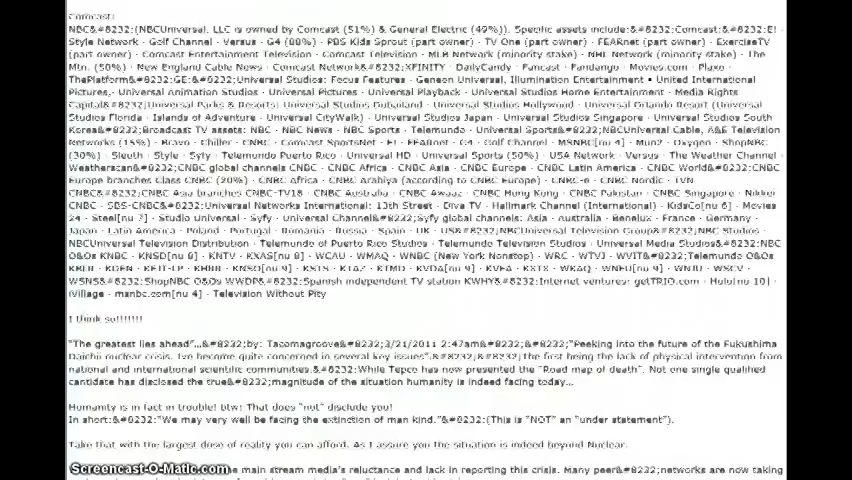 Comcast!
NBC&#8232;(NBCUniversal, LLC is owned by Comcast (51%) & General Electric (49%)). Specific assets include:&#8232;Comcast:&#8232;E! ·
Style Network · Golf Channel · Versus · G4 (88%) · PBS Kids Sprout (part owner) · TV One (part owner) · FEARnet (part owner) · ExerciseTV
(part owner) · Comcast Entertainment Television · Comcast Television · MLB Network (minority stake) · NHL Network (minority stake) · The
Mtn. (50%) · New England Cable News · Comcast Network&#8232;XFINITY · DailyCandy · Fancast · Fandango · Movies.com · Plaxo ·
ThePlatform&#8232;GE:&#8232;Universal Studios: Focus Features · Geneon Universal, Illumination Entertainment • United International
Pictures,· Universal Animation Studios · Universal Pictures · Universal Playback · Universal Studios Home Entertainment · Media Rights
Capital&#8232;Universal Parks & Resorts: Universal Studios Dubailand · Universal Studios Hollywood · Universal Orlando Resort (Universal
Studios Florida · Islands of Adventure · Universal CityWalk) · Universal Studios Japan · Universal Studios Singapore · Universal Studios South
Korea&#8232;Broadcast TV assets: NBC · NBC News · NBC Sports · Telemundo · Universal Sports&#8232;NBCUniversal Cable, A&E Television
Networks (15%) · Bravo · Chiller · CNBC · Comcast SportsNet · E! · FEARnet · G4 · Golf Channel · MSNBC[nu 4] · Mun2 · Oxygen · ShopNBC
(30%) · Sleuth · Style · Syfy · Telemundo Puerto Rico · Universal HD · Universal Sports (50%) · USA Network · Versus · The Weather Channel ·
Weatherscan&#8232;CNBC global channels · CNBC Africa · CNBC Asia · CNBC Europe · CNBC Latin America · CNBC World&#8232;CNBC
Europe branches Class CNBC (20%) · CNBC Africa · CNBC Arabiya (according to CNBC Europe) · CNBC-e · CNBC Nordic · TVN
CNBC&#8232;CNBC Asia branches CNBC-TV18 · CNBC Australia · CNBC Awaaz · CNBC Hong Kong · CNBC Pakistan · CNBC Singapore · Nikkei
CNBC · SBS-CNBC&#8232;Universal Networks International: 13th Street · Diva TV · Hallmark Channel (International) · KidsCo[nu 6] · Movies
24 · Steel[nu 7] · Studio Universal · Syfy · Universal Channel&#8232;Syfy global channels: Asia · Australia · Benelux · France · Germany ·
Japan · Latin America · Poland · Portugal · Romania · Russia · Spain · UK · US&#8232;NBCUniversal Television Group&#8232;NBC Studios ·
NBCUniversal Television Distribution · Telemundo of Puerto Rico Studios · Telemundo Television Studios · Universal Media Studios&#8232;NBC
O&Os KNBC · KNSD[nu 8] · KNTV · KXAS[nu 8] · WCAU · WMAQ · WNBC (New York Nonstop) · WRC · WTVJ · WVIT&#8232;Telemundo O&Os
KBLR · KDEN · KEJT-LP · KHRR · KNSO[nu 9] · KSTS · KTAZ · KTMD · KVDA[nu 9] · KVEA · KXTX · WKAQ · WNEU[nu 9] · WNJU · WSCV ·
WSNS&#8232;ShopNBC O&Os WWDP&#8232;Spanish independent TV station KWHY&#8232;Internet ventures: getTRIO.com · Hulu[nu 10] ·
iVillage · msnbc.com[nu 4] · Television Without Pity
I think so!!!!!!!
"The greatest lies ahead"...&#8232;by: Tacomagroove&#8232;3/21/2011 2:47am&#8232;&#8232;"Peeking into the future of the Fukushima
Daichii nuclear crisis. I've become quite concerned in several key issues".&#8232;&#8232;the first being the lack of physical intervention from
national and international scientific communities.&#8232;While Tepco has now presented the "Road map of death". Not one single qualified
candidate has disclosed the true&#8232;magnitude of the situation humanity is indeed facing today...
Humanity is in fact in trouble! btw! That does "not" disclude you!
In short:&#8232;"We may very well be facing the extinction of man kind."&#8232;(This is "NOT" an "under statement").
Take that with the largest dose of reality you can afford. As I assure you the situation is indeed beyond Nuclear.
Screencast-O-Matic.com
main stream media's reluctance and lack in reporting this crisis. Many peer&#8232;networks are now taking